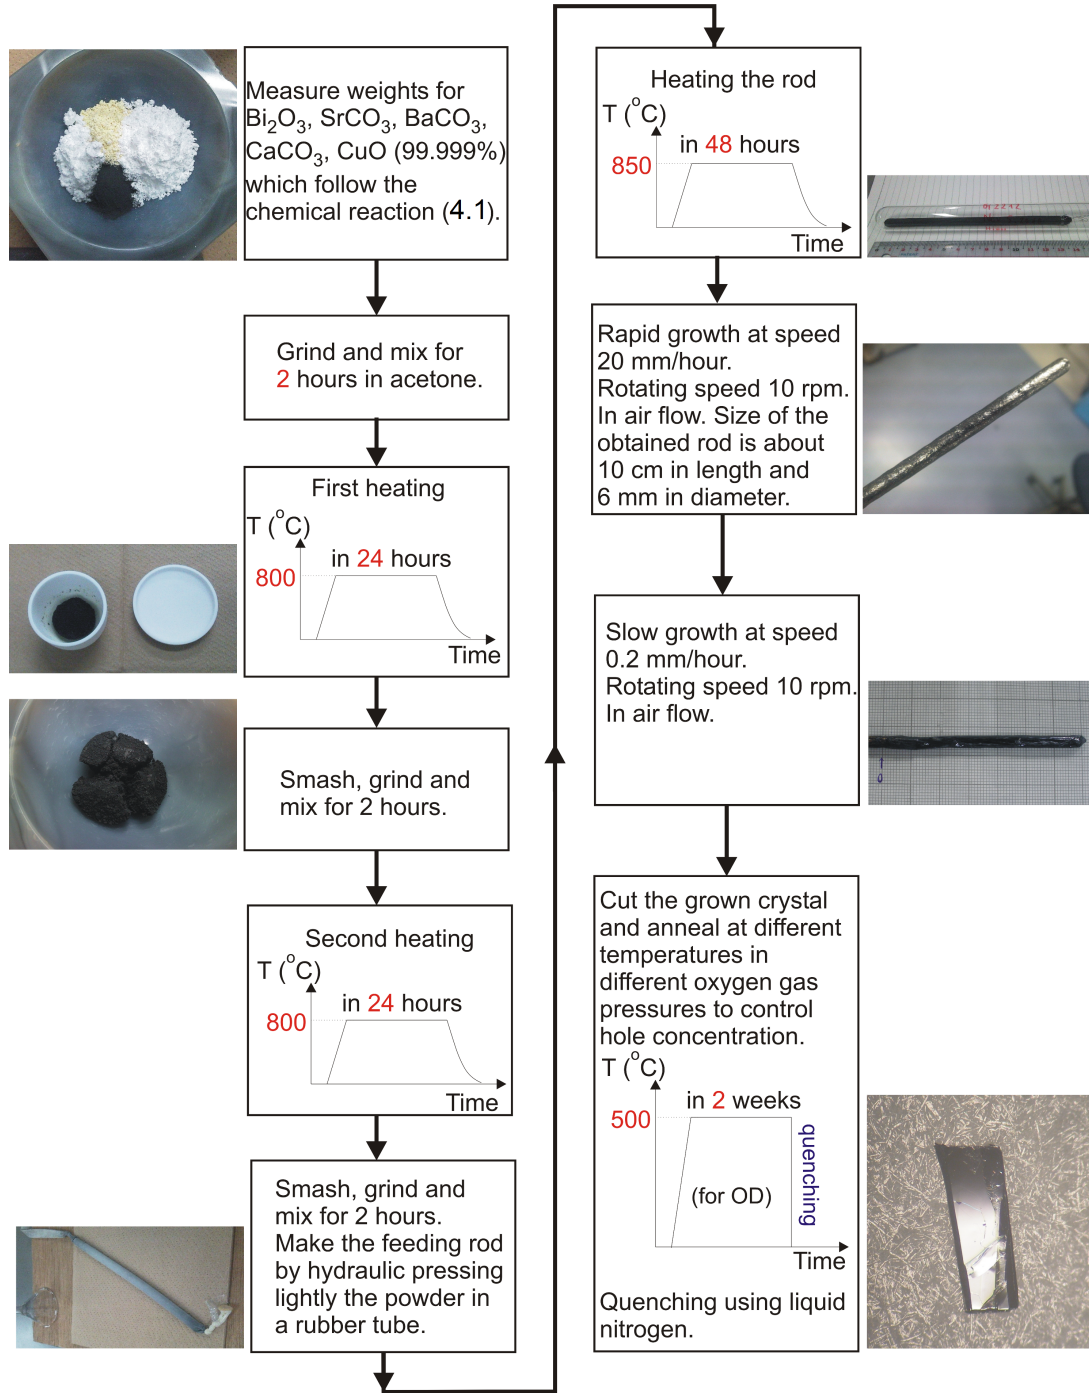 Measure weights for
Bi2O3, SrCO3, BaCO3,
CaCO3, CuO (99.999%)
which follow the
chemical reaction (4.1).
Grind and mix for
2 hours in acetone.
First heating
T (°C)
in 24 hours
800
Time
Smash, grind and
mix for 2 hours.
Second heating
T (°C)
in 24 hours
800
Time
Smash, grind and
mix for 2 hours.
Make the feeding rod
by hydraulic pressing
lightly the powder in
a rubber tube.
Heating the rod
T (°C)
in 48 hours
850
Time
Rapid growth at speed
20 mm/hour.
Rotating speed 10 rpm.
In air flow. Size of the
obtained rod is about
10 cm in length and
6 mm in diameter.
Slow growth at speed
0.2 mm/hour.
Rotating speed 10 rpm.
In air flow.
0
Cut the grown crystal
and anneal at different
temperatures in
different oxygen gas
pressures to control
hole concentration.
T (°C)
in 2 weeks
500
quenching
(for OD)
Time
Quenching using liquid
nitrogen.